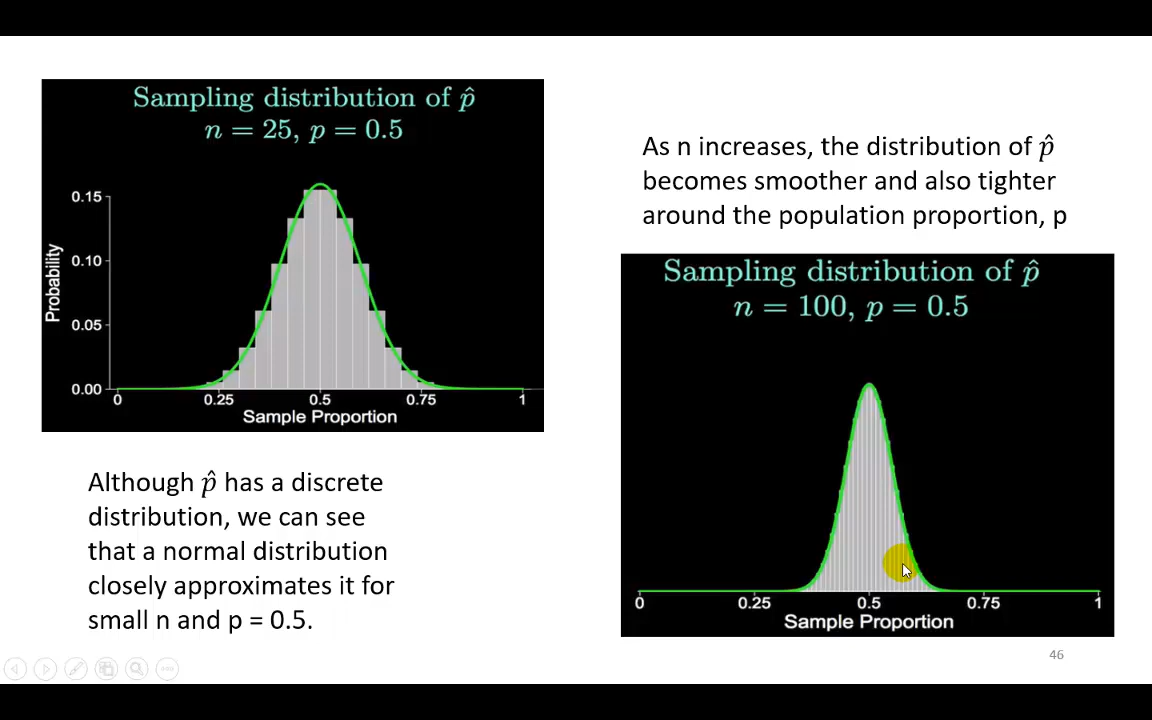 Sampling distribution of p̂
n = 25, p = 0.5
0.15
0.10
0.05
0.00
Probability
0 0.25 0.5 0.75 1
Sample Proportion
Although p̂ has a discrete
distribution, we can see
that a normal distribution
closely approximates it for
small n and p = 0.5.
As n increases, the distribution of p̂
becomes smoother and also tighter
around the population proportion, p
Sampling distribution of p̂
n = 100, p = 0.5
0 0.25 0.5 0.75 1
Sample Proportion
46